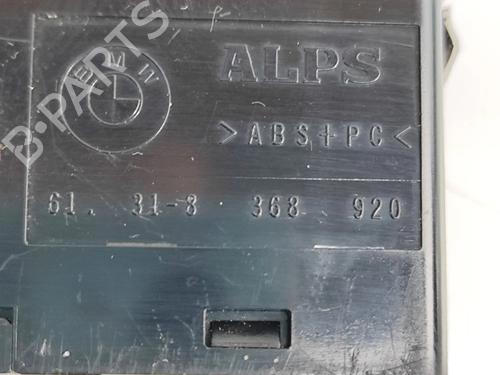 BMW
ALPS
>ABS+PC<
61. 31-8 368 920
B-PARTS